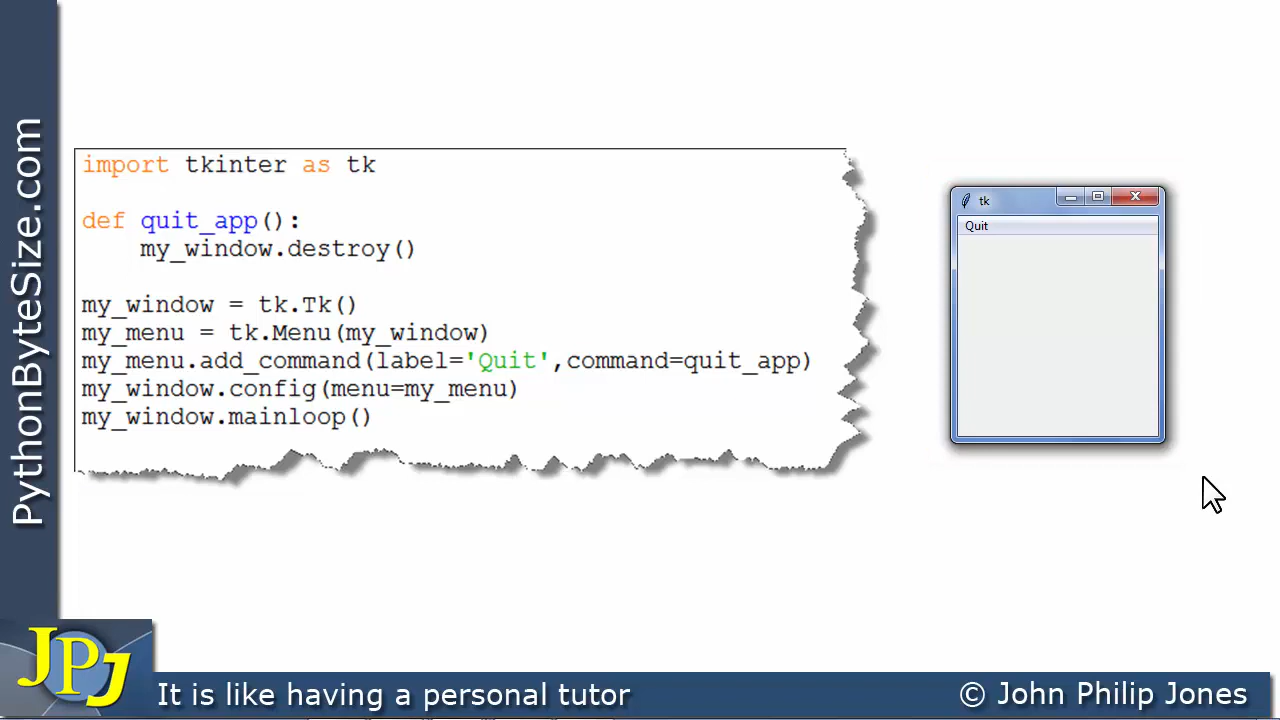 PythonByteSize.com
import tkinter as tk
def quit_app():
    my_window.destroy()
my_window = tk.Tk()
my_menu = tk.Menu(my_window)
my_menu.add_command(label='Quit',command=quit_app)
my_window.config(menu=my_menu)
my_window.mainloop()
tk
Quit
JPJ
It is like having a personal tutor
© John Philip Jones